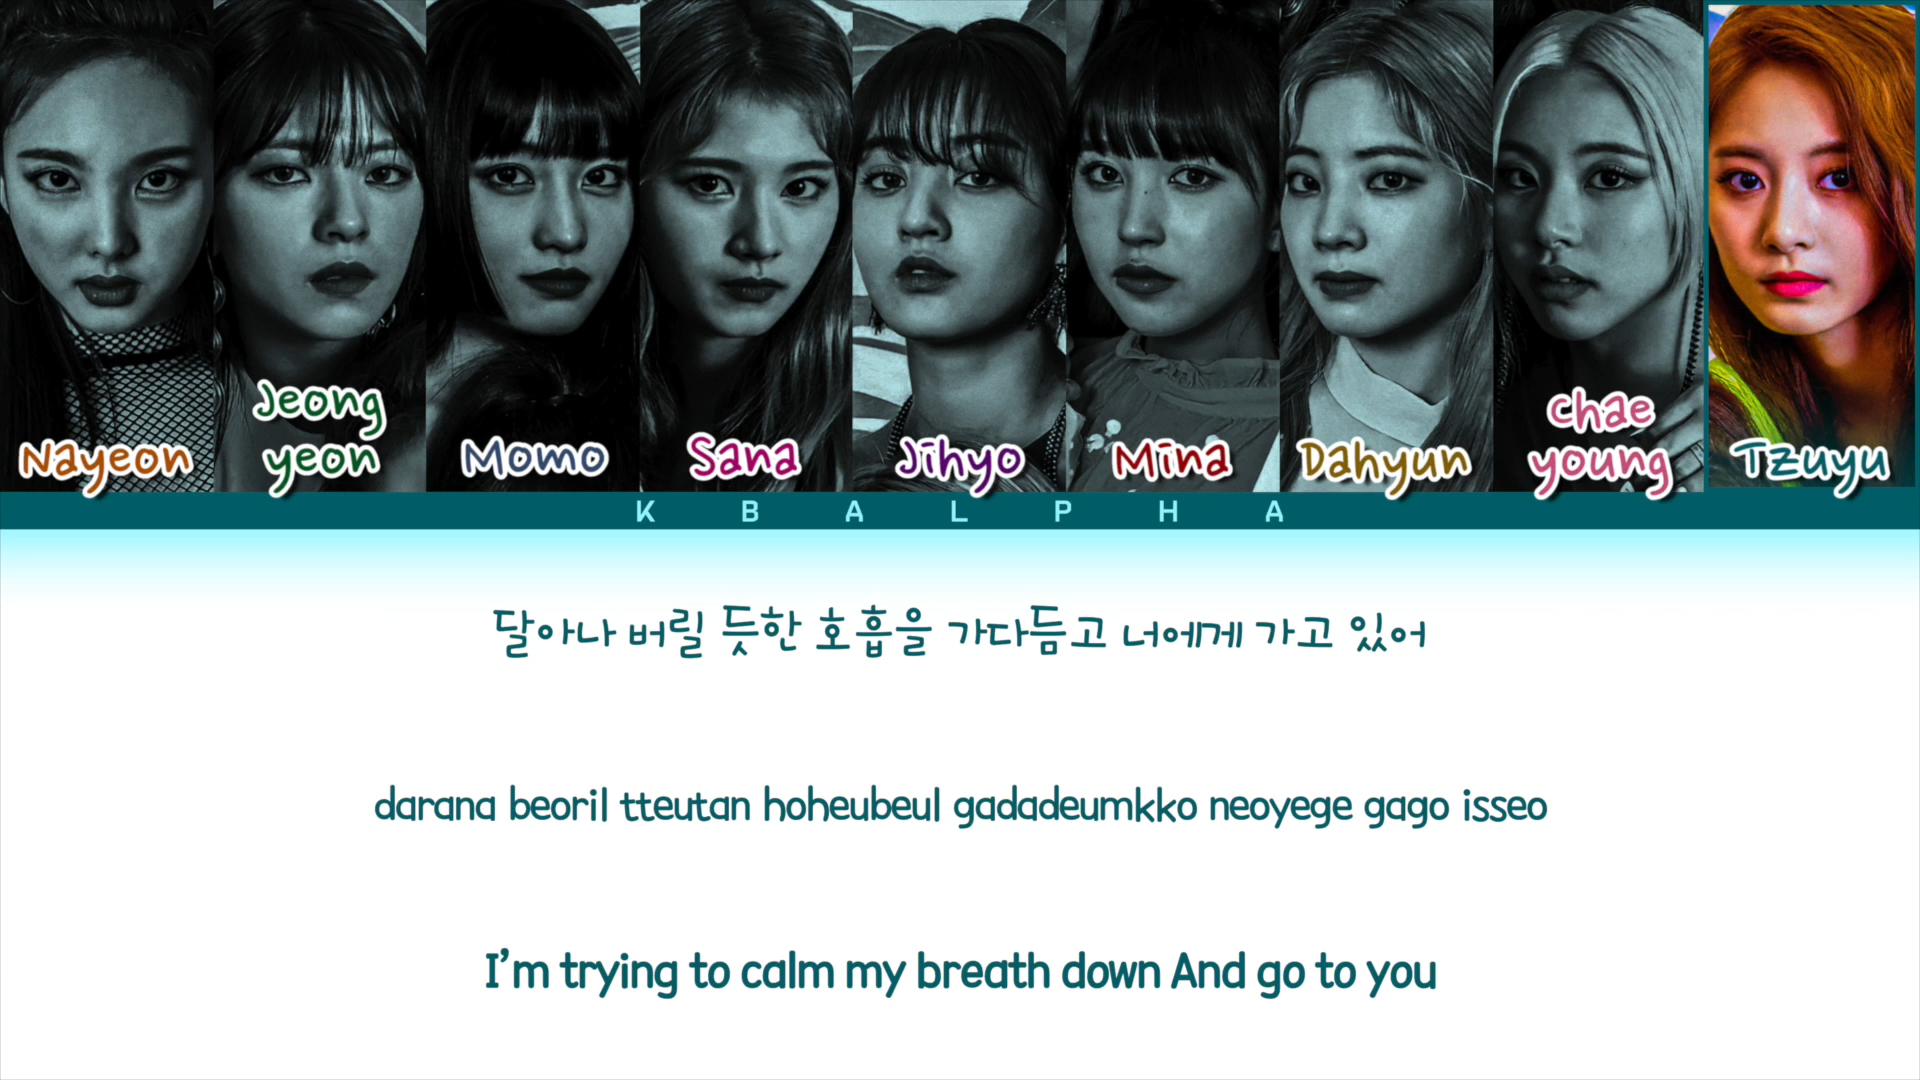 Nayeon
Jeong
yeon
Momo
Sana
Jihyo
Mina
Dahyun
chae
young
Tzuyu
K B A L P H A
달아나 버릴 듯한 호흡을 가다듬고 너에게 가고 있어
darana beoril tteutan hoheubeul gadadeumkko neoyege gago isseo
I'm trying to calm my breath down And go to you